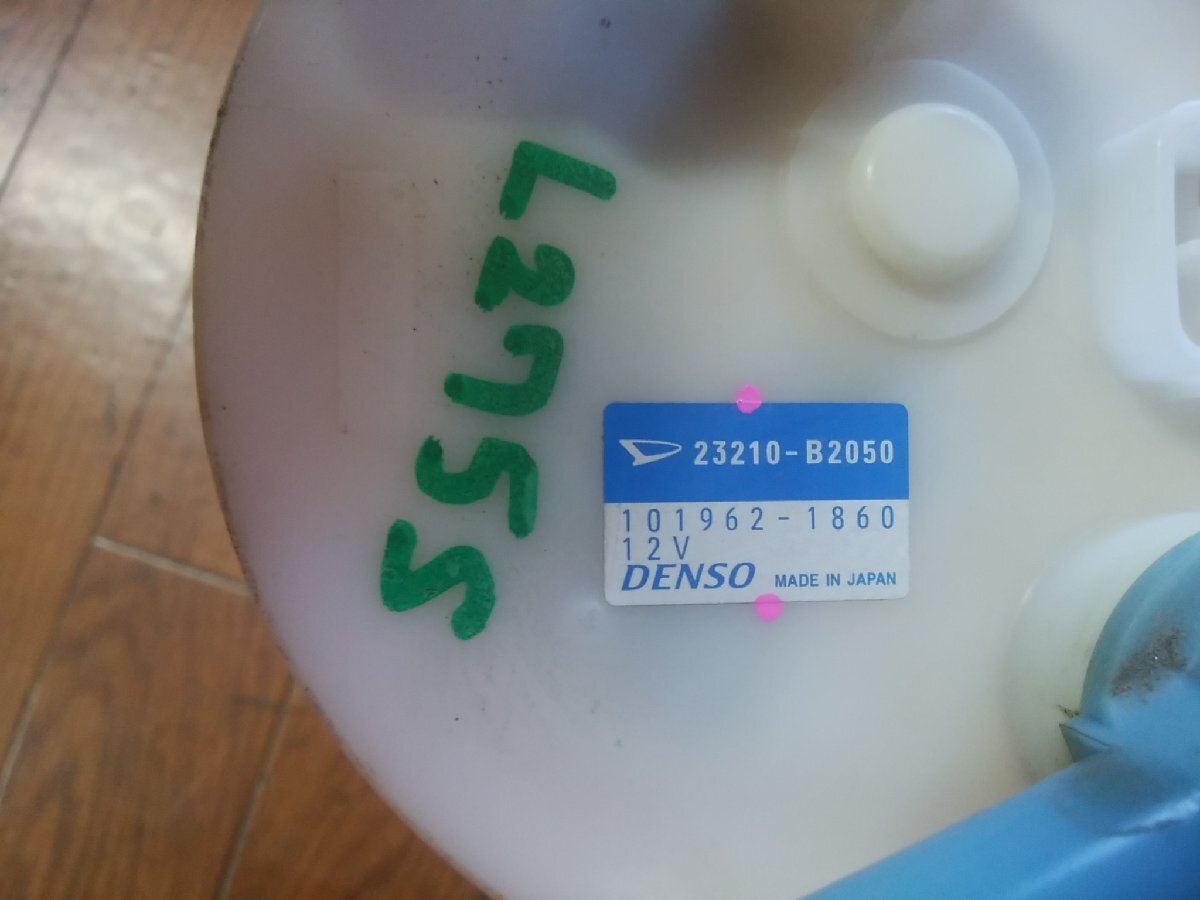 L275S
23210-B2050
101962-1860
12V
DENSO MADE IN JAPAN